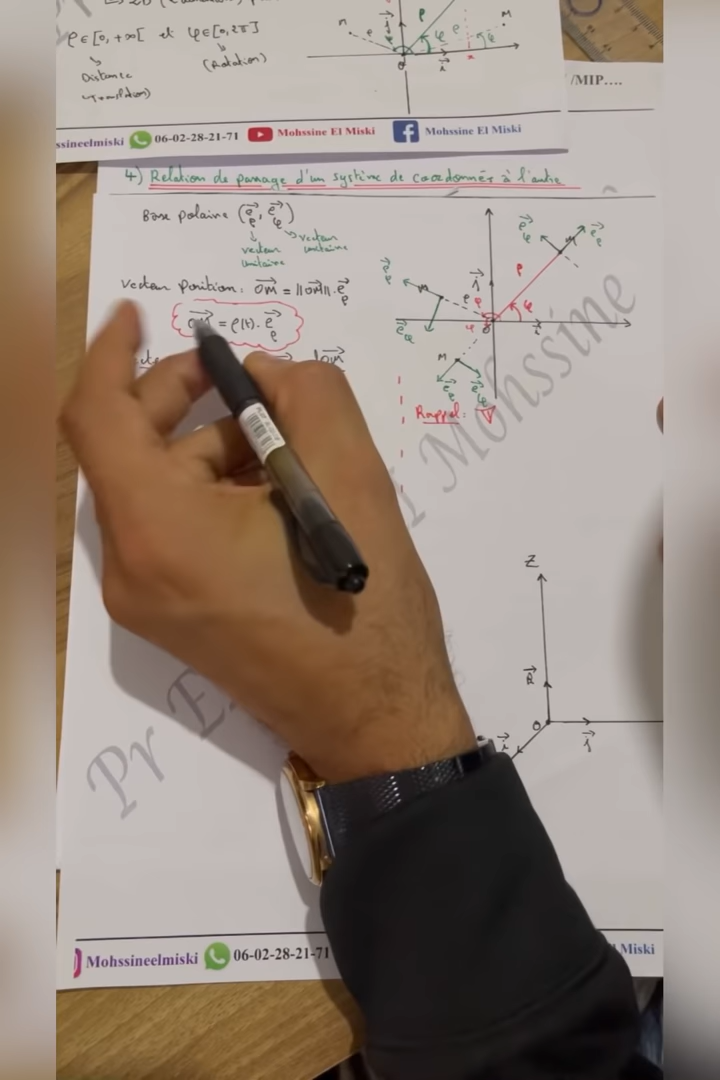 ρ∈[0,+∞[ et φ∈[0,2π]
Distance
(Rotation)
Translation)
M
/MIP....
ssineelmiski 06-02-28-21-71 Mohssine El Miski Mohssine El Miski
4) Relation de passage d'un système de coordonnés à l'autre
Base polaire (e⃗ρ, e⃗φ)
vecteur unitaire
vecteur unitaire
Vecteur Position: OM⃗ = ||OM⃗||.e⃗ρ
OM⃗ = ρ(t).e⃗ρ
Rappel:
Z
k⃗
O
j⃗
i⃗
Pr E
I Mohssine
Mohssineelmiski 06-02-28-21-71
Miski